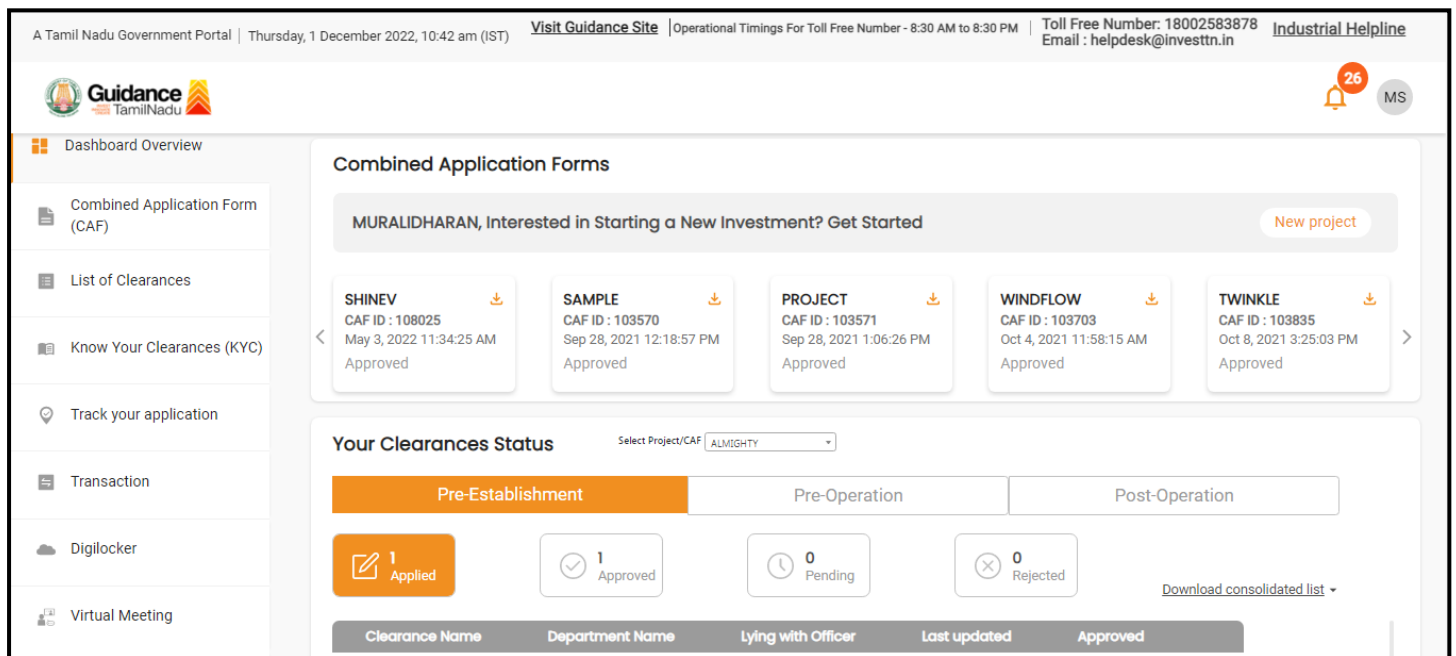 A Tamil Nadu Government Portal | Thursday, 1 December 2022, 10:42 am (IST)
Visit Guidance Site | Operational Timings For Toll Free Number - 8:30 AM to 8:30 PM | Toll Free Number: 18002583878
Email : helpdesk@investtn.in
Industrial Helpline
Guidance
TamilNadu
26
MS
Dashboard Overview
Combined Application Form
(CAF)
List of Clearances
Know Your Clearances (KYC)
Track your application
Transaction
Digilocker
Virtual Meeting
Combined Application Forms
MURALIDHARAN, Interested in Starting a New Investment? Get Started
New project
SHINEV
CAF ID : 108025
May 3, 2022 11:34:25 AM
Approved
SAMPLE
CAF ID : 103570
Sep 28, 2021 12:18:57 PM
Approved
PROJECT
CAF ID : 103571
Sep 28, 2021 1:06:26 PM
Approved
WINDFLOW
CAF ID : 103703
Oct 4, 2021 11:58:15 AM
Approved
TWINKLE
CAF ID : 103835
Oct 8, 2021 3:25:03 PM
Approved
Your Clearances Status
Select Project/CAF ALMIGHTY
Pre-Establishment
Pre-Operation
Post-Operation
1
Applied
1
Approved
0
Pending
0
Rejected
Download consolidated list
Clearance Name Department Name Lying with Officer Last updated Approved